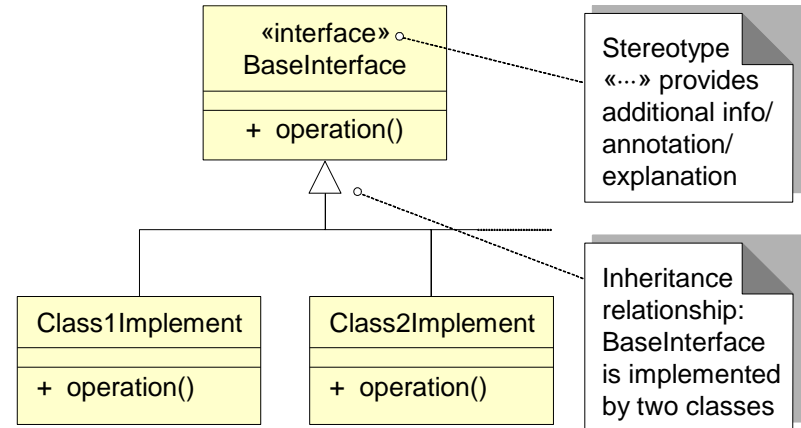 «interface»
BaseInterface
+ operation()
Stereotype
«···» provides
additional info/
annotation/
explanation
Class1Implement
+ operation()
Class2Implement
+ operation()
Inheritance
relationship:
BaseInterface
is implemented
by two classes